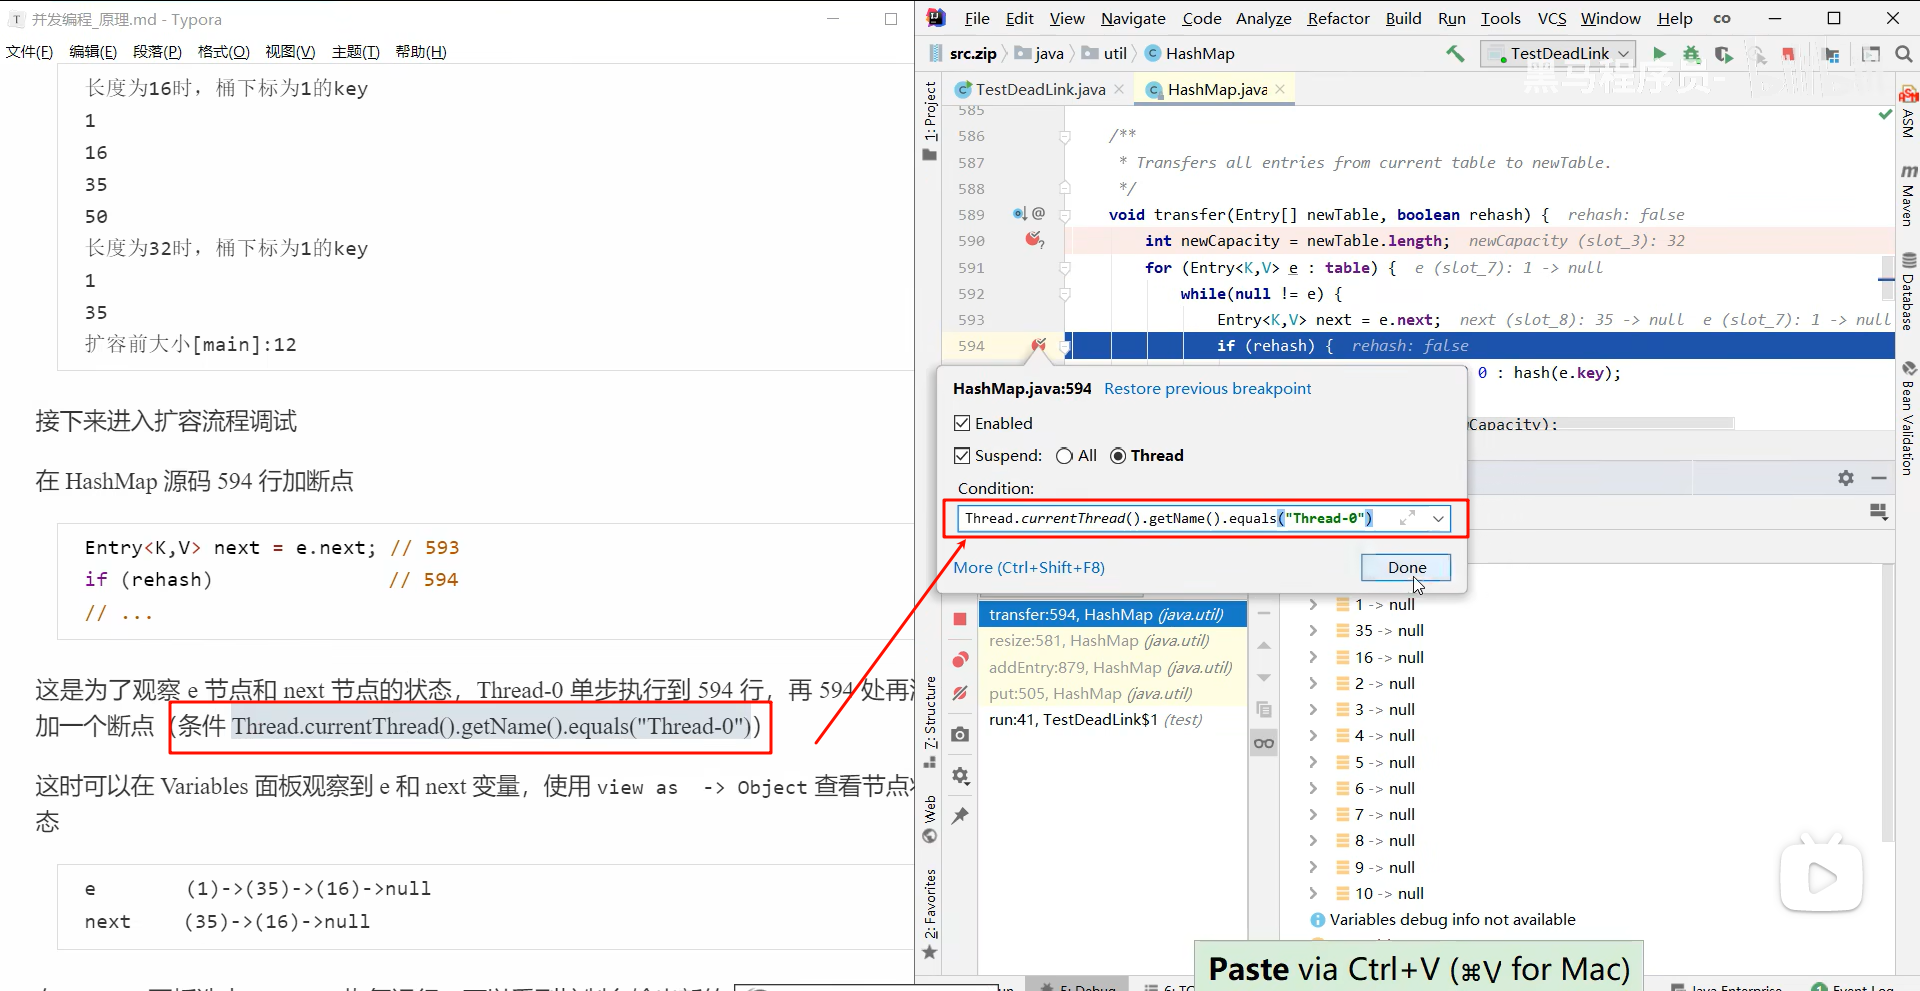 并发编程_原理.md - Typora
文件(F) 编辑(E) 段落(P) 格式(O) 视图(V) 主题(T) 帮助(H)
长度为16时，桶下标为1的key
1
16
35
50
长度为32时，桶下标为1的key
1
35
扩容前大小[main]:12
接下来进入扩容流程调试
在 HashMap 源码 594 行加断点
Entry<K,V> next = e.next; // 593
if (rehash) // 594
// ...
这是为了观察 e 节点和 next 节点的状态，Thread-0 单步执行到 594 行，再 594 处再
加一个断点（条件 Thread.currentThread().getName().equals("Thread-0")）
这时可以在 Variables 面板观察到 e 和 next 变量，使用 view as -> Object 查看节点
态
e (1)->(35)->(16)->null
next (35)->(16)->null
File Edit View Navigate Code Analyze Refactor Build Run Tools VCS Window Help co
src.zip java util HashMap
TestDeadLink
黑马程序员-
TestDeadLink.java
HashMap.java
585
586 /**
587 * Transfers all entries from current table to newTable.
588 */
589 void transfer(Entry[] newTable, boolean rehash) { rehash: false
590 int newCapacity = newTable.length; newCapacity (slot_3): 32
591 for (Entry<K,V> e : table) { e (slot_7): 1 -> null
592 while(null != e) {
593 Entry<K,V> next = e.next; next (slot_8): 35 -> null e (slot_7): 1 -> null
594 if (rehash) { rehash: false
0 : hash(e.key);
Capacity);
HashMap.java:594 Restore previous breakpoint
Enabled
Suspend: All Thread
Condition:
Thread.currentThread().getName().equals("Thread-0")
More (Ctrl+Shift+F8)
Done
transfer:594, HashMap (java.util)
resize:581, HashMap (java.util)
addEntry:879, HashMap (java.util)
put:505, HashMap (java.util)
run:41, TestDeadLink$1 (test)
1 -> null
35 -> null
16 -> null
2 -> null
3 -> null
4 -> null
5 -> null
6 -> null
7 -> null
8 -> null
9 -> null
10 -> null
Variables debug info not available
Paste via Ctrl+V (⌘V for Mac)
1: Project
7: Structure
Web
2: Favorites
ASM
Maven
Database
Bean Validation
5: Debug
6: TO
Java Enterprise
Event Log